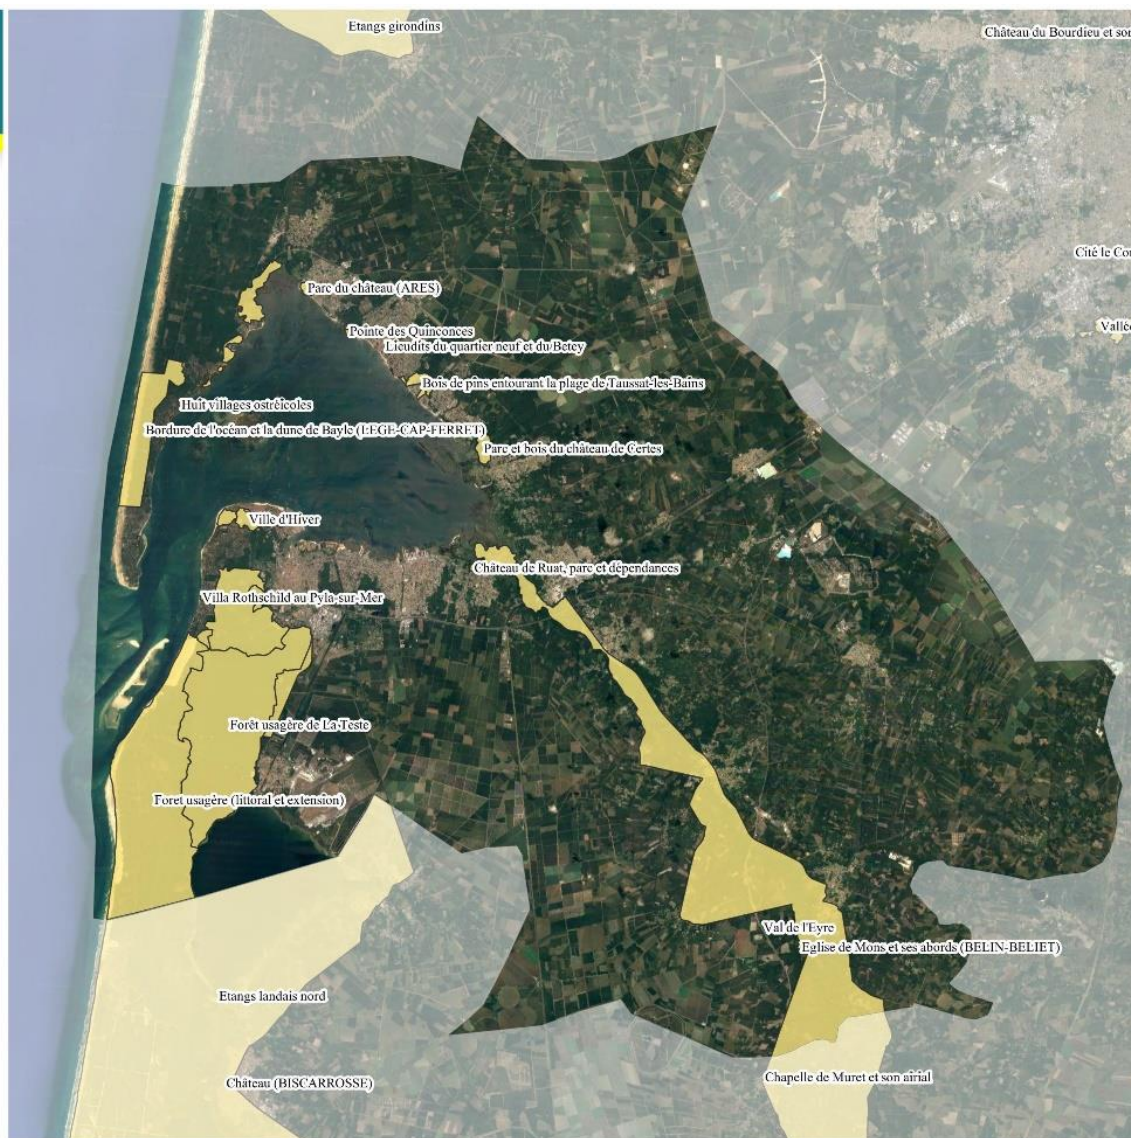 Etangs girondins
Château du Bourdieu et son
Cité le Cor
Parc du château (ARES)
Pointe des Quinconces
Lieudits du quartier neuf et du Betey
Vallée
Bois de pins entourant la plage de Taussat-les-Bains
Huit villages ostréicoles
Bordure de l'océan et la dune de Bayle (LEGE-CAP-FERRET)
Parc et bois du château de Certes
Ville d'Hiver
Château de Ruat, parc et dépendances
Villa Rothschild au Pyla-sur-Mer
Forêt usagère de La Teste
Foret usagère (littoral et extension)
Val de l'Eyre
Eglise de Mons et ses abords (BELIN-BELIET)
Etangs landais nord
Château (BISCARROSSE)
Chapelle de Muret et son airial